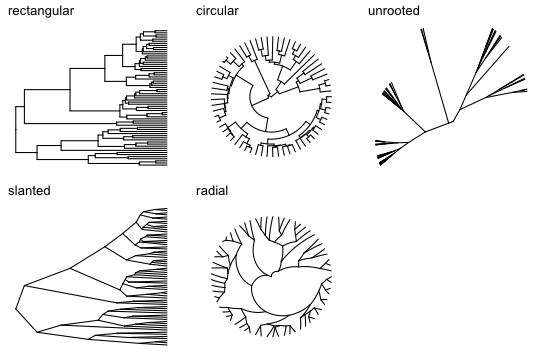 rectangular
circular
unrooted
slanted
radial